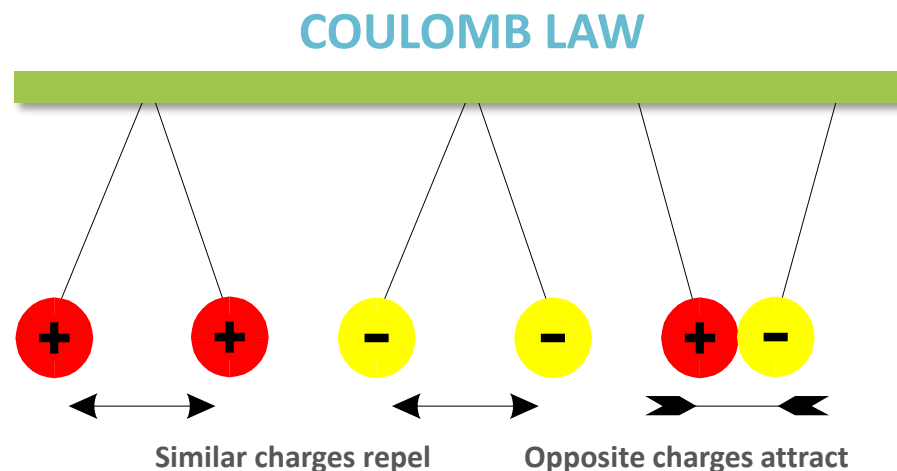 COULOMB LAW
+ + - - + -
Similar charges repel
Opposite charges attract